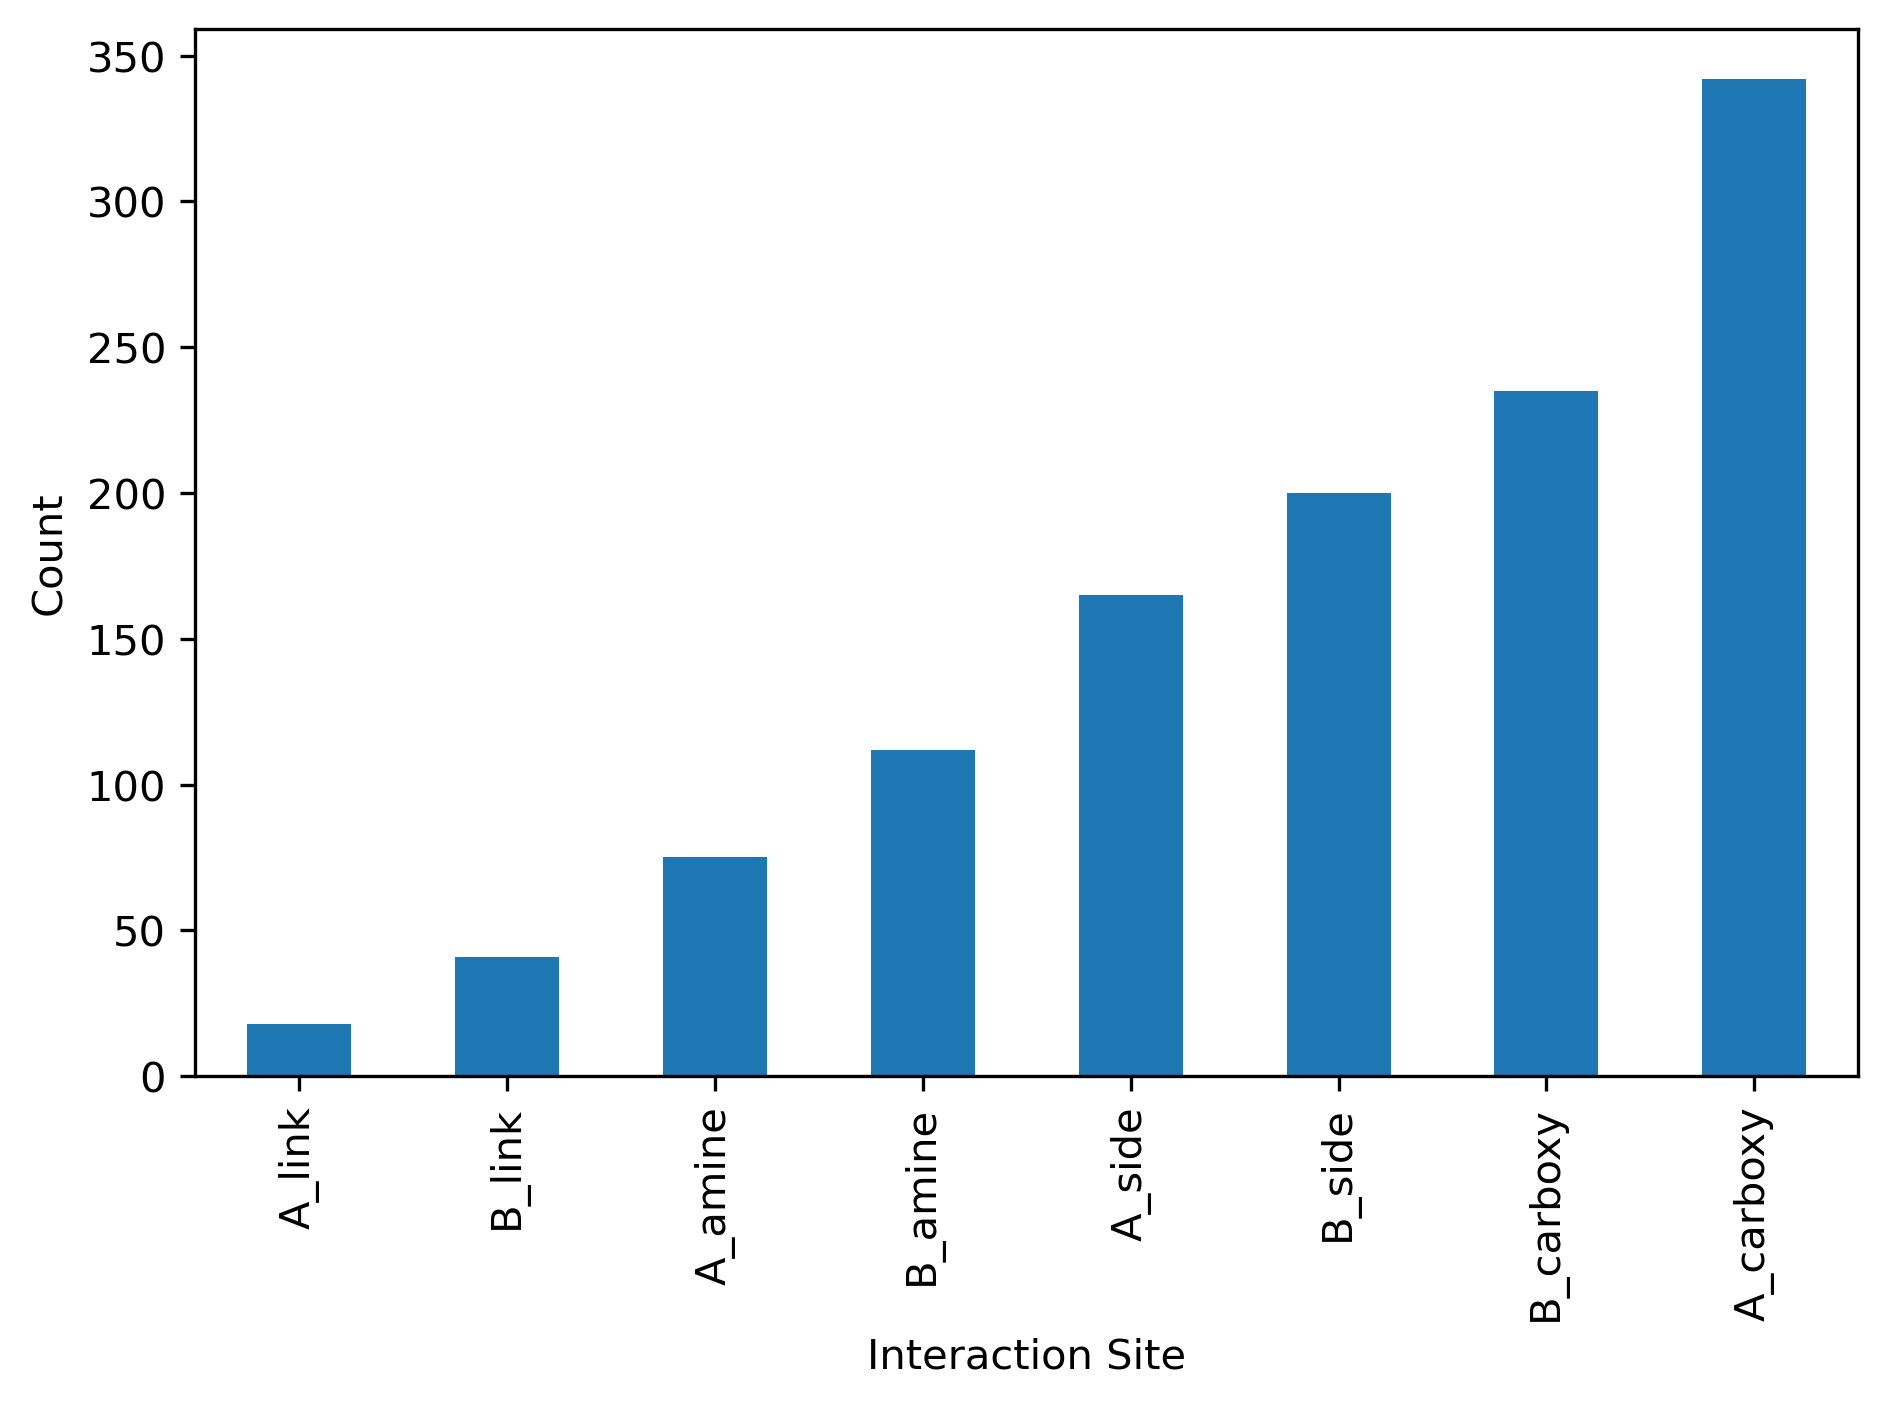 350
300
250
200
150
100
50
0
Count
A_link
B_link
A_amine
B_amine
A_side
B_side
B_carboxy
A_carboxy
Interaction Site